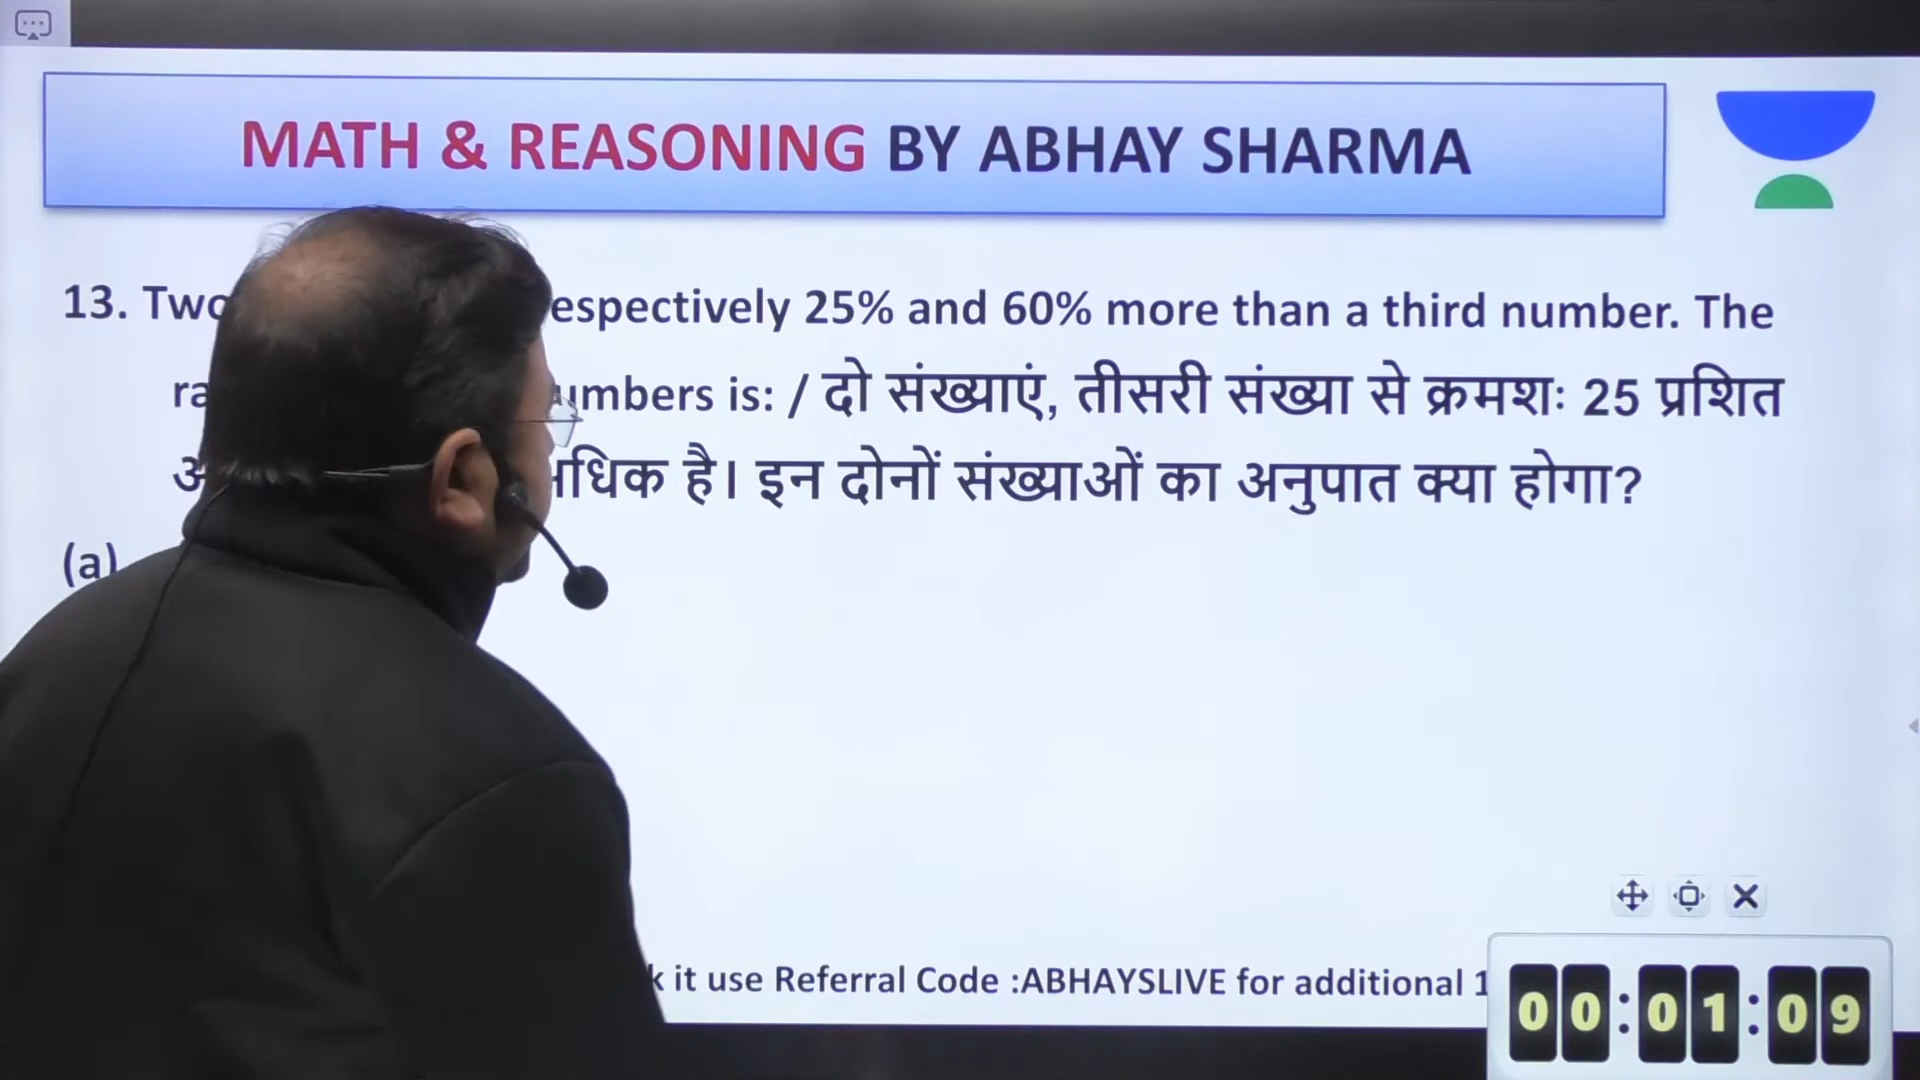 MATH & REASONING BY ABHAY SHARMA
13. Two espectively 25% and 60% more than a third number. The
ra umbers is: / दो संख्याएं, तीसरी संख्या से क्रमशः 25 प्रशित
धिक है। इन दोनों संख्याओं का अनुपात क्या होगा?
(a)
k it use Referral Code :ABHAYSLIVE for additional 1
00:01:09